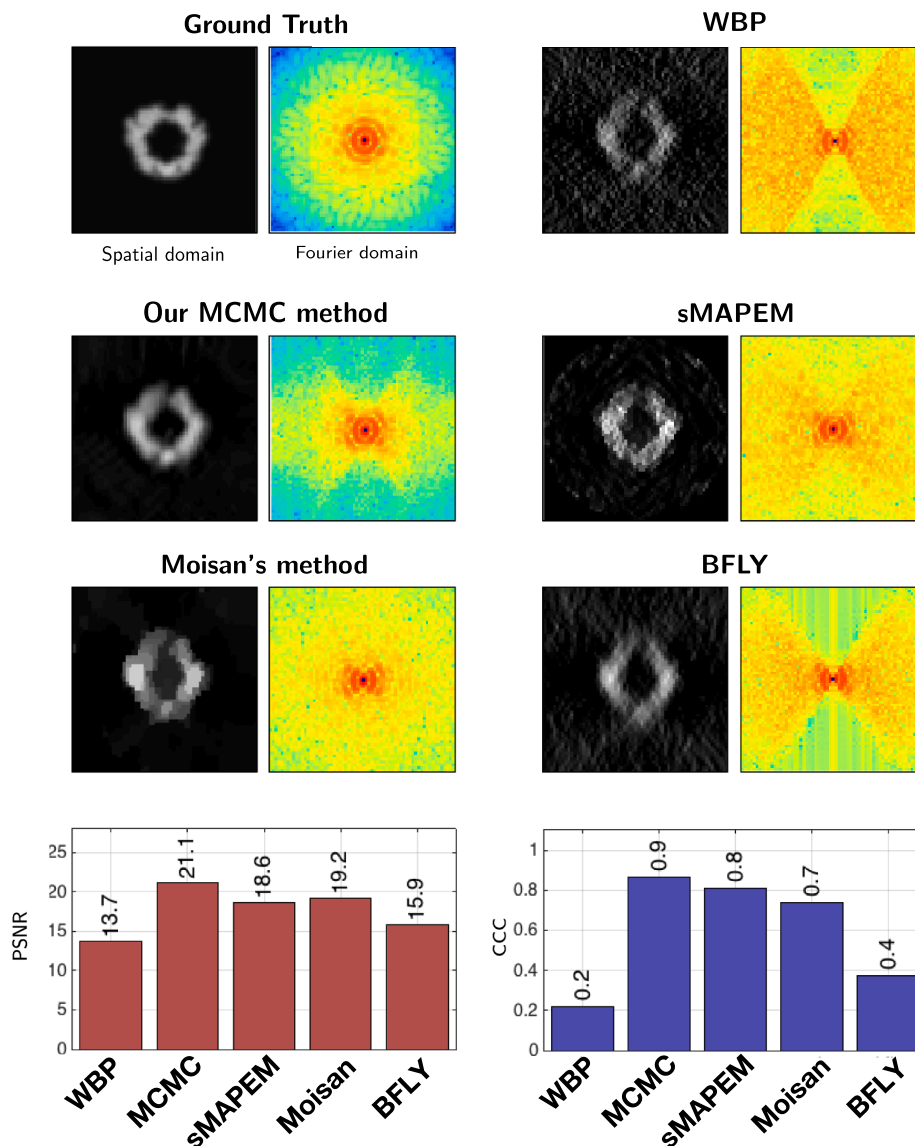 Ground Truth
WBP
Spatial domain
Fourier domain
Our MCMC method
sMAPEM
Moisan's method
BFLY
PSNR
25
20
15
10
5
0
13.7
21.1
18.6
19.2
15.9
WBP
MCMC
sMAPEM
Moisan
BFLY
CCC
1
0.8
0.6
0.4
0.2
0
0.2
0.9
0.8
0.7
0.4
WBP
MCMC
sMAPEM
Moisan
BFLY